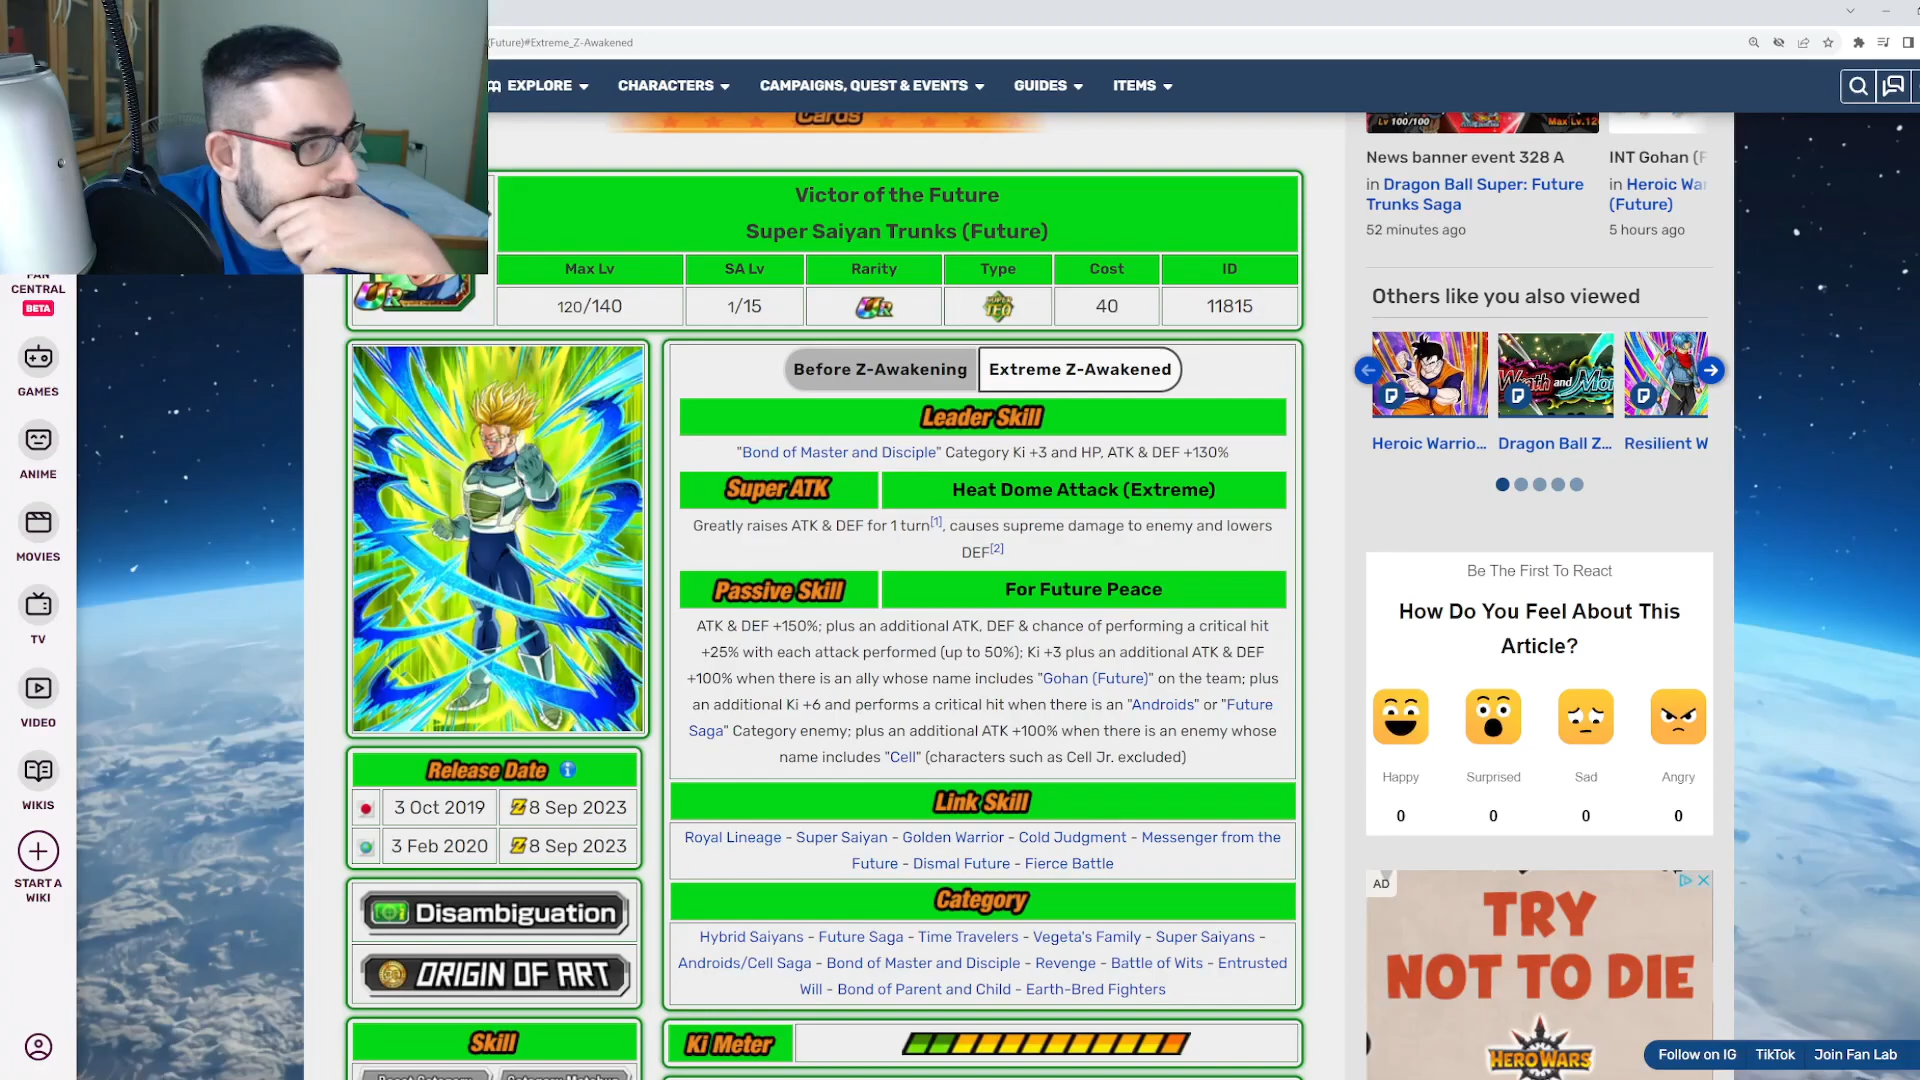 (Future)#Extreme_Z-Awakened
EXPLORE CHARACTERS CAMPAIGNS, QUEST & EVENTS GUIDES ITEMS
Cards
FAN
CENTRAL
BETA
GAMES
ANIME
MOVIES
TV
VIDEO
WIKIS
START A
WIKI
Victor of the Future
Super Saiyan Trunks (Future)
Max Lv SA Lv Rarity Type Cost ID
120/140 1/15 UR SUPER TEQ 40 11815
Before Z-Awakening Extreme Z-Awakened
Leader Skill
"Bond of Master and Disciple" Category Ki +3 and HP, ATK & DEF +130%
Super ATK Heat Dome Attack (Extreme)
Greatly raises ATK & DEF for 1 turn[1], causes supreme damage to enemy and lowers
DEF[2]
Passive Skill For Future Peace
ATK & DEF +150%; plus an additional ATK, DEF & chance of performing a critical hit
+25% with each attack performed (up to 50%); Ki +3 plus an additional ATK & DEF
+100% when there is an ally whose name includes "Gohan (Future)" on the team; plus
an additional Ki +6 and performs a critical hit when there is an "Androids" or "Future
Saga" Category enemy; plus an additional ATK +100% when there is an enemy whose
name includes "Cell" (characters such as Cell Jr. excluded)
Link Skill
Royal Lineage - Super Saiyan - Golden Warrior - Cold Judgment - Messenger from the
Future - Dismal Future - Fierce Battle
Category
Hybrid Saiyans - Future Saga - Time Travelers - Vegeta's Family - Super Saiyans -
Androids/Cell Saga - Bond of Master and Disciple - Revenge - Battle of Wits - Entrusted
Will - Bond of Parent and Child - Earth-Bred Fighters
Ki Meter
Release Date
3 Oct 2019 Z 8 Sep 2023
3 Feb 2020 Z 8 Sep 2023
Disambiguation
ORIGIN OF ART
Skill
Lv 100/100 Max Lv.12
News banner event 328 A
in Dragon Ball Super: Future
Trunks Saga
52 minutes ago
INT Gohan (F
in Heroic War
(Future)
5 hours ago
Others like you also viewed
Heroic Warrio... Dragon Ball Z... Resilient W
Be The First To React
How Do You Feel About This
Article?
Happy Surprised Sad Angry
0 0 0 0
AD
TRY
NOT TO DIE
HERO WARS
Follow on IG TikTok Join Fan Lab